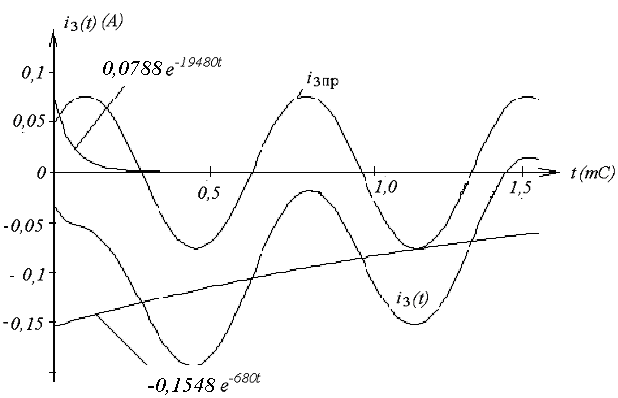 i₃(t) (A)
0,0788 e⁻¹⁹⁴⁸⁰ᵗ
i₃пр
0,1
0,05
0
0,5
1,0
1,5
t (mC)
-0,05
-0,1
-0,15
i₃(t)
-0,1548 e⁻⁶⁸⁰ᵗ